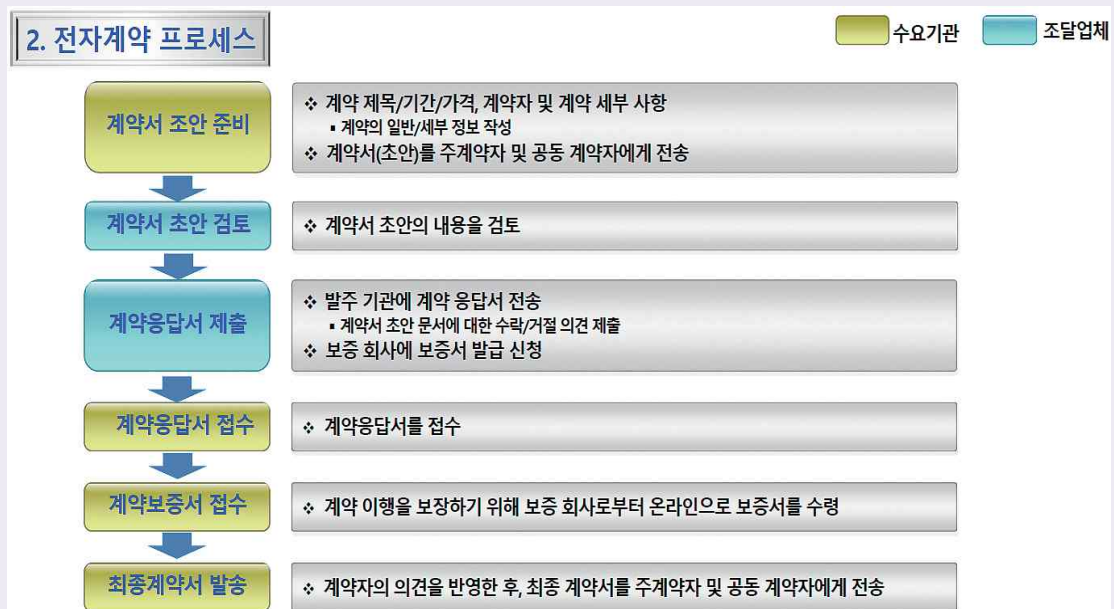 2. 전자계약 프로세스
수요기관
조달업체
계약서 조안 준비
❖ 계약 제목/기간/가격, 계약자 및 계약 세부 사항
▪ 계약의 일반/세부 정보 작성
❖ 계약서(초안)를 주계약자 및 공동 계약자에게 전송
계약서 초안 검토
❖ 계약서 초안의 내용을 검토
계약응답서 제출
❖ 발주 기관에 계약 응답서 전송
▪ 계약서 초안 문서에 대한 수락/거절 의견 제출
❖ 보증 회사에 보증서 발급 신청
계약응답서 접수
❖ 계약응답서를 접수
계약보증서 접수
❖ 계약 이행을 보장하기 위해 보증 회사로부터 온라인으로 보증서를 수령
최종계약서 발송
❖ 계약자의 의견을 반영한 후, 최종 계약서를 주계약자 및 공동 계약자에게 전송